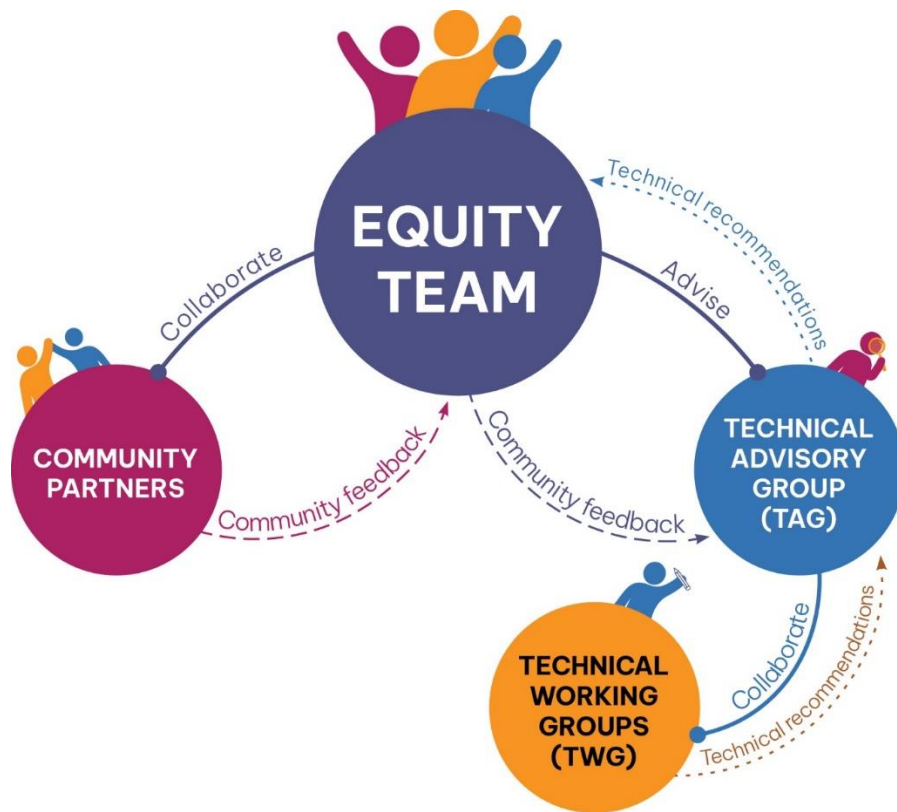 EQUITY
TEAM
Technical recommendations
Collaborate
Advise
COMMUNITY
PARTNERS
TECHNICAL
ADVISORY
GROUP
(TAG)
Community feedback
Community feedback
TECHNICAL
WORKING
GROUPS
(TWG)
Collaborate
Technical recommendations